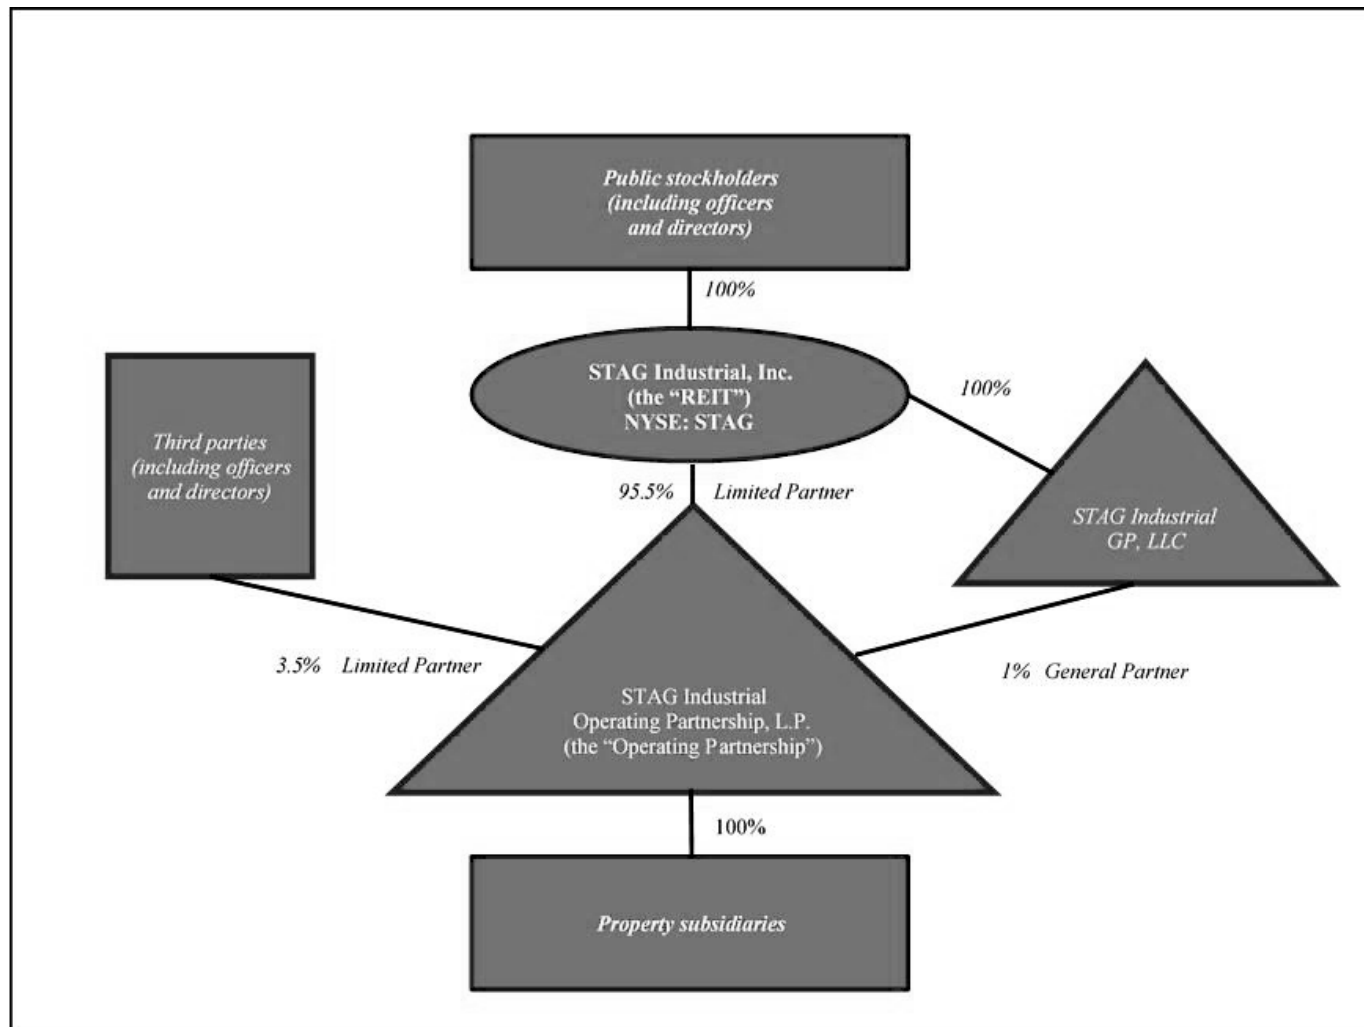 Public stockholders
(including officers
and directors)
100%
STAG Industrial, Inc.
(the “REIT”)
NYSE: STAG
100%
Third parties
(including officers
and directors)
95.5% Limited Partner
STAG Industrial
GP, LLC
3.5% Limited Partner
1% General Partner
STAG Industrial
Operating Partnership, L.P.
(the “Operating Partnership”)
100%
Property subsidiaries